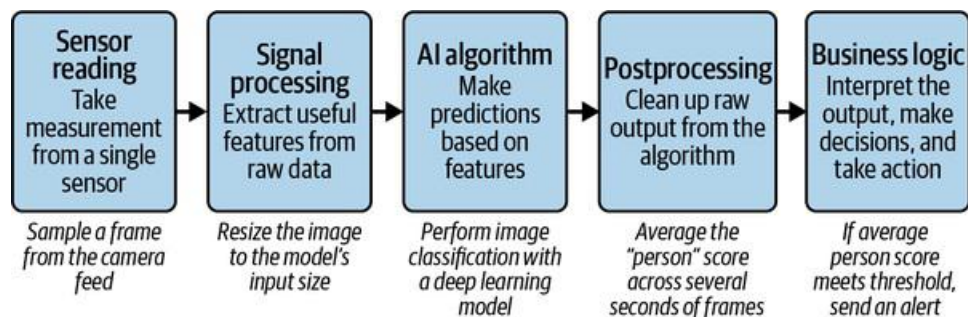 Sensor
reading
Take
measurement
from a single
sensor
Signal
processing
Extract useful
features from
raw data
AI algorithm
Make
predictions
based on
features
Postprocessing
Clean up raw
output from the
algorithm
Business logic
Interpret the
output, make
decisions, and
take action
Sample a frame
from the camera
feed
Resize the image
to the model’s
input size
Perform image
classification with
a deep learning
model
Average the
“person” score
across several
seconds of frames
If average
person score
meets threshold,
send an alert